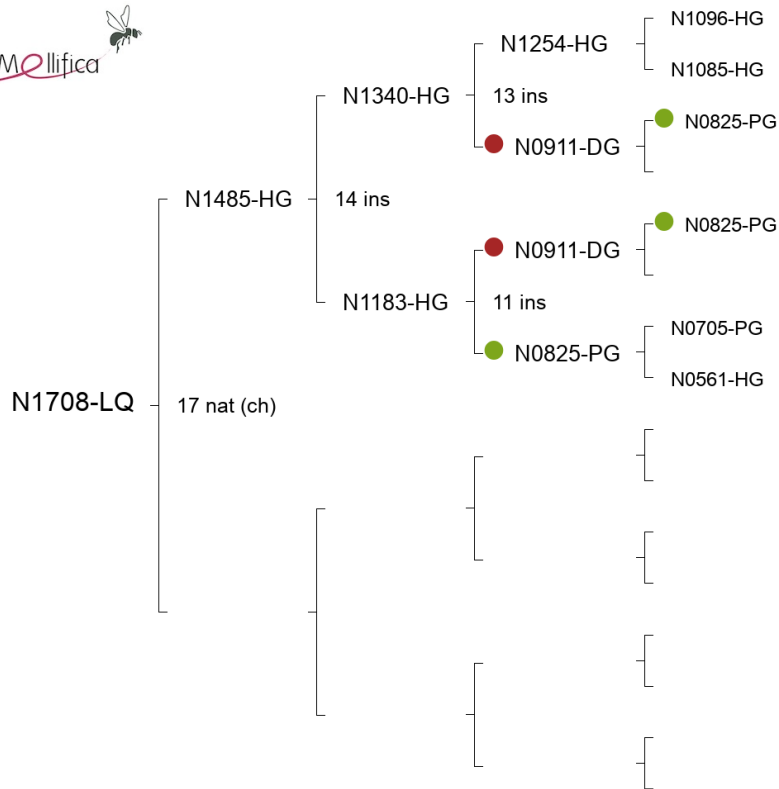 Mellifica
N1096-HG
N1254-HG
N1085-HG
N1340-HG
13 ins
N0825-PG
N0911-DG
N1485-HG
14 ins
N0825-PG
N0911-DG
N1183-HG
11 ins
N0705-PG
N0825-PG
N0561-HG
N1708-LQ
17 nat (ch)